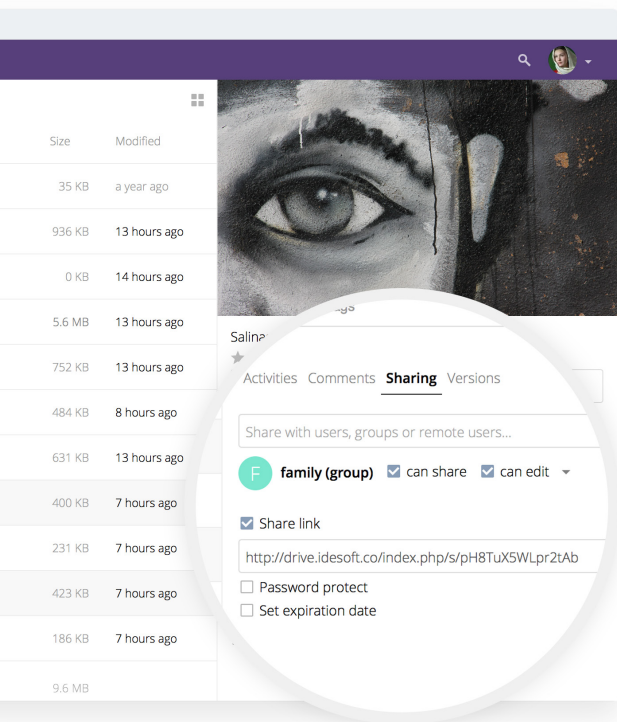 Size Modified
35 KB a year ago
936 KB 13 hours ago
0 KB 14 hours ago
5.6 MB 13 hours ago
752 KB 13 hours ago
484 KB 8 hours ago
631 KB 13 hours ago
400 KB 7 hours ago
231 KB 7 hours ago
423 KB 7 hours ago
186 KB 7 hours ago
9.6 MB
Activities Comments Sharing Versions
Share with users, groups or remote users...
F family (group) can share can edit
Share link
http://drive.idesoft.co/index.php/s/pH8TuX5WLpr2tAb
Password protect
Set expiration date